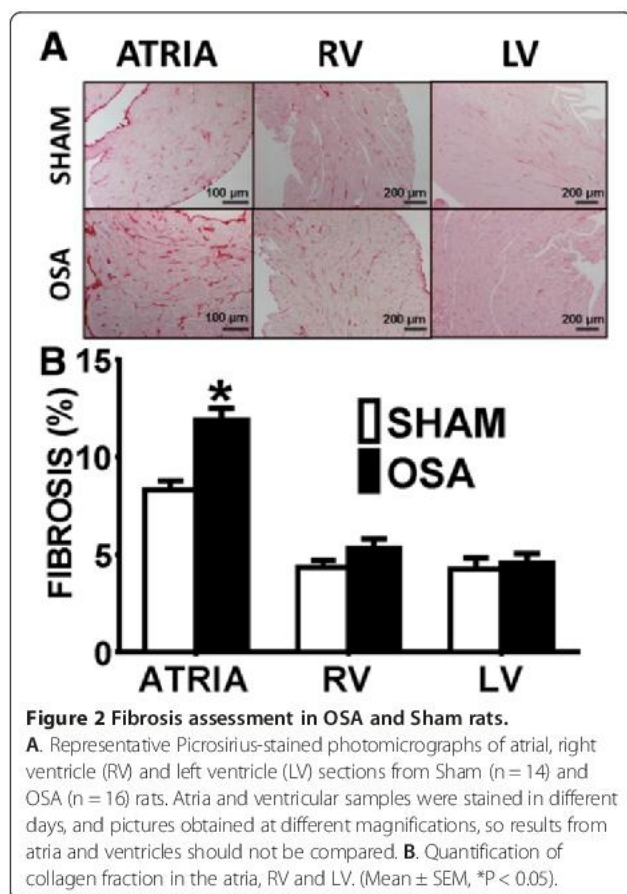 A
ATRIA RV LV
SHAM
100 µm 200 µm 200 µm
OSA
100 µm 200 µm 200 µm
B
15
10
5
0
FIBROSIS (%)
*
SHAM
OSA
ATRIA RV LV
Figure 2 Fibrosis assessment in OSA and Sham rats.
A. Representative Picrosirius-stained photomicrographs of atrial, right
ventricle (RV) and left ventricle (LV) sections from Sham (n = 14) and
OSA (n = 16) rats. Atria and ventricular samples were stained in different
days, and pictures obtained at different magnifications, so results from
atria and ventricles should not be compared. B. Quantification of
collagen fraction in the atria, RV and LV. (Mean ± SEM, *P < 0.05).